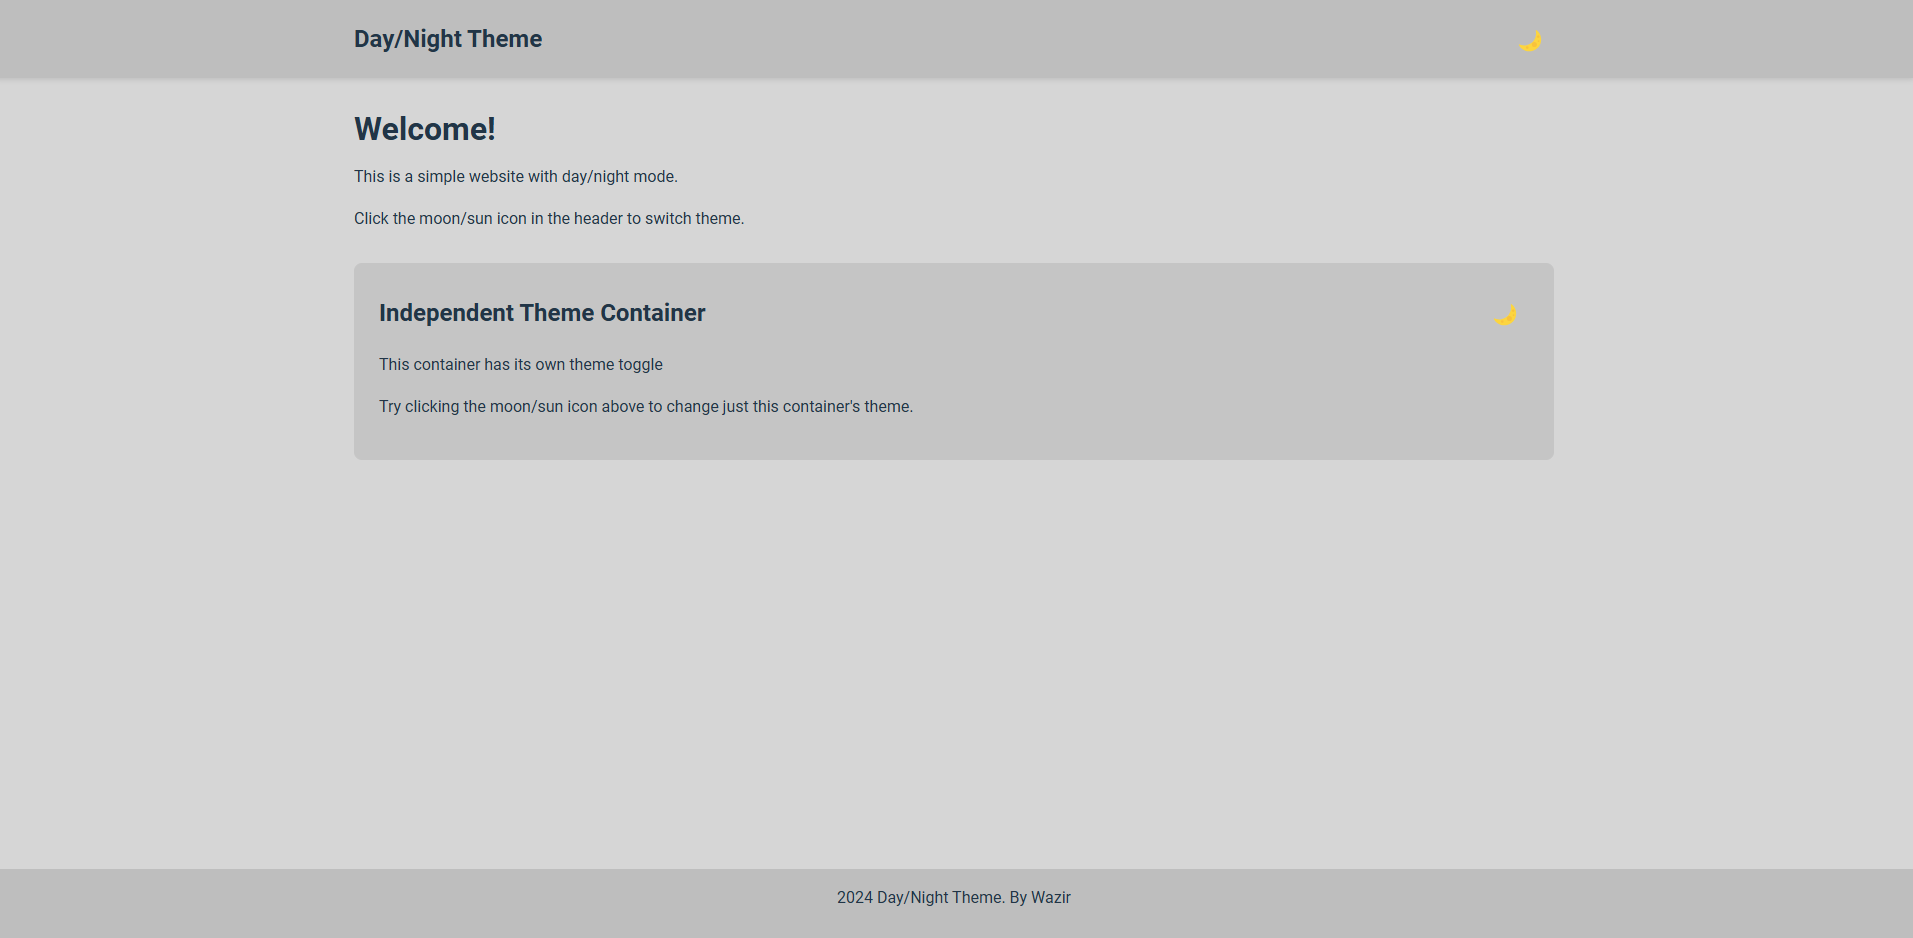 Day/Night Theme
Welcome!
This is a simple website with day/night mode.
Click the moon/sun icon in the header to switch theme.
Independent Theme Container
This container has its own theme toggle
Try clicking the moon/sun icon above to change just this container's theme.
2024 Day/Night Theme. By Wazir